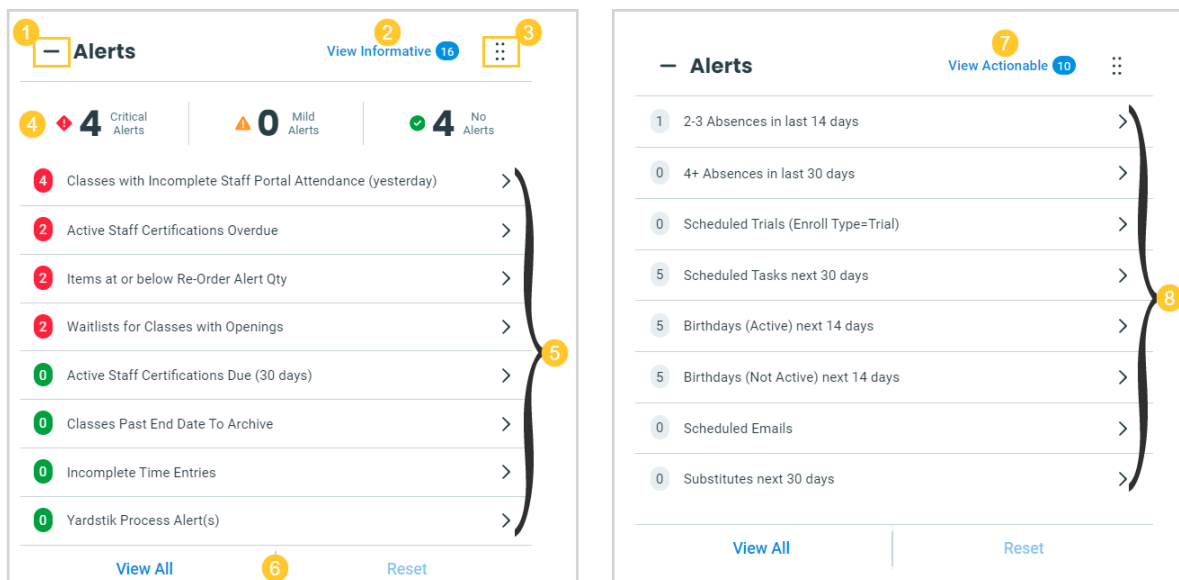 1 2 3
Alerts View Informative 16
4 4 Critical Alerts 0 Mild Alerts 4 No Alerts
4 Classes with Incomplete Staff Portal Attendance (yesterday)
2 Active Staff Certifications Overdue
2 Items at or below Re-Order Alert Qty
2 Waitlists for Classes with Openings
5
0 Active Staff Certifications Due (30 days)
0 Classes Past End Date To Archive
0 Incomplete Time Entries
0 Yardstik Process Alert(s)
View All 6 Reset
7
Alerts View Actionable 10
1 2-3 Absences in last 14 days
0 4+ Absences in last 30 days
0 Scheduled Trials (Enroll Type=Trial)
5 Scheduled Tasks next 30 days
8
5 Birthdays (Active) next 14 days
5 Birthdays (Not Active) next 14 days
0 Scheduled Emails
0 Substitutes next 30 days
View All Reset